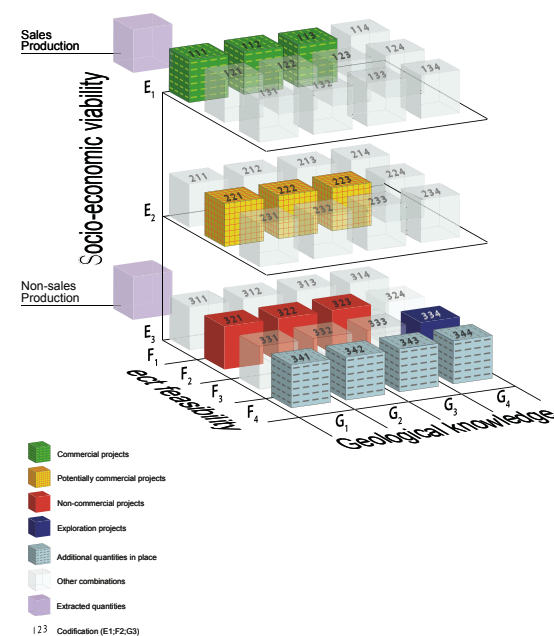 Sales
Production
Socio-economic viability
111 112 113 114
121 122 123 124
131 132 133 134
E1
211 212 213 214
221 222 223 224
231 232 233 234
E2
Non-sales
Production
311 312 313 314
321 322 323 324
331 332 333 334
341 342 343 344
E3
F1
F2
F3
F4
ect feasibility
G1
G2
G3
G4
Geological knowledge
Commercial projects
Potentially commercial projects
Non-commercial projects
Exploration projects
Additional quantities in place
Other combinations
Extracted quantities
123 Codification (E1;F2;G3)